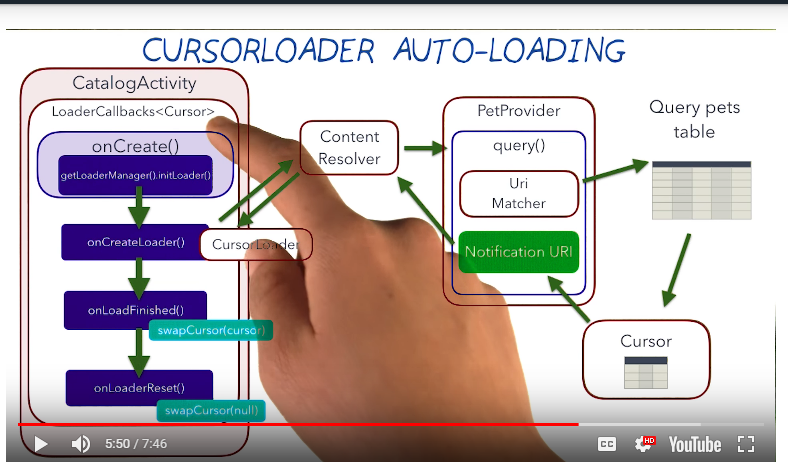 CURSORLOADER AUTO-LOADING
CatalogActivity
LoaderCallbacks<Cursor>
onCreate()
getLoaderManager().initLoader()
onCreateLoader()
CursorLoader
onLoadFinished()
swapCursor(cursor)
onLoaderReset()
swapCursor(null)
Content
Resolver
PetProvider
query()
Uri
Matcher
Notification URI
Query pets
table
Cursor
5:50 / 7:46
CC
HD
YouTube